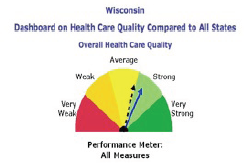 Wisconsin
Dashboard on Health Care Quality Compared to All States
Overall Health Care Quality
Average
Weak
Strong
Very
Weak
Very
Strong
Performance Meter:
All Measures